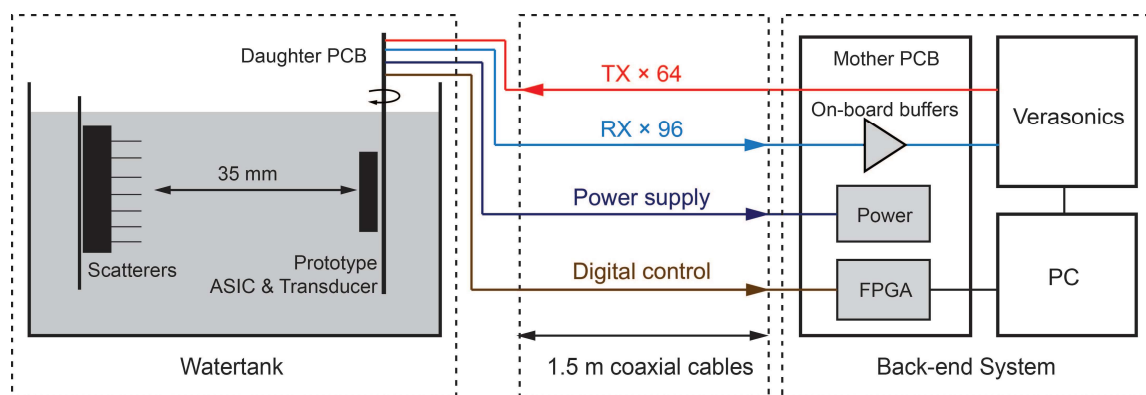 Daughter PCB
35 mm
Scatterers
Prototype
ASIC & Transducer
Watertank
TX × 64
RX × 96
Power supply
Digital control
1.5 m coaxial cables
Mother PCB
On-board buffers
Power
FPGA
Verasonics
PC
Back-end System